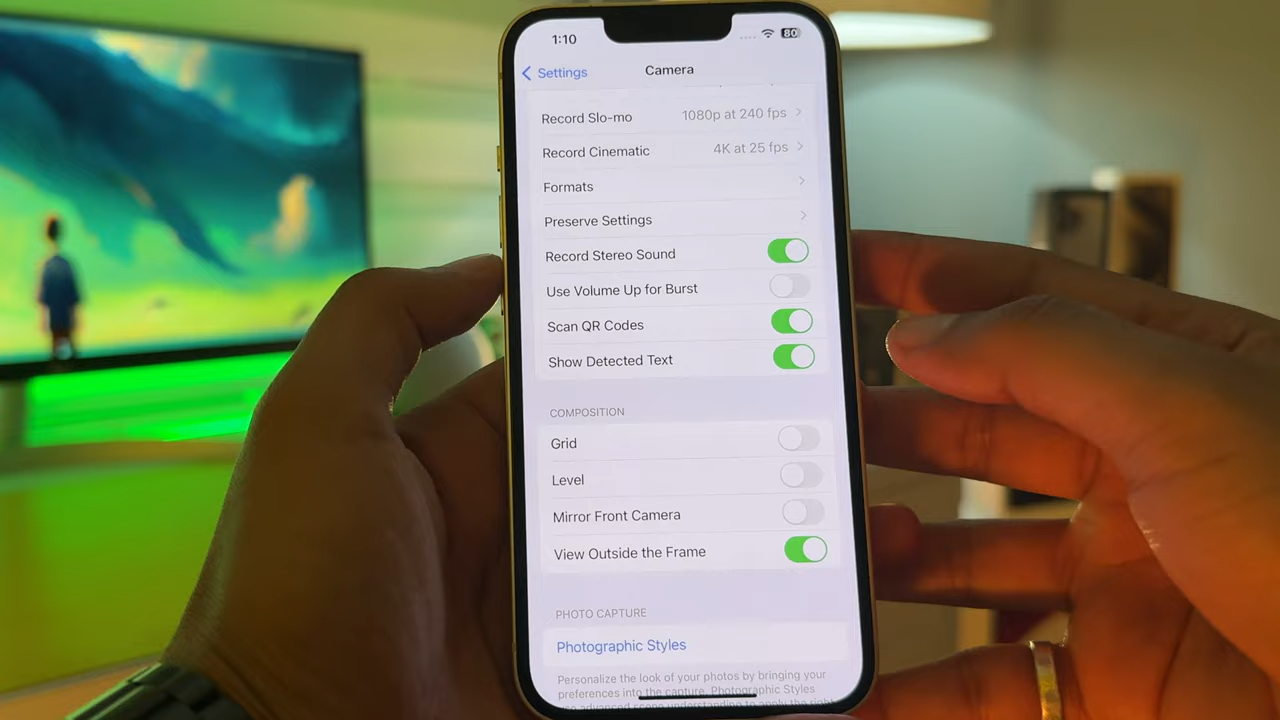 1:10
80
Settings
Camera
Record Slo-mo 1080p at 240 fps
Record Cinematic 4K at 25 fps
Formats
Preserve Settings
Record Stereo Sound
Use Volume Up for Burst
Scan QR Codes
Show Detected Text
COMPOSITION
Grid
Level
Mirror Front Camera
View Outside the Frame
PHOTO CAPTURE
Photographic Styles
Personalize the look of your photos by bringing your
preferences into the capture. Photographic Styles